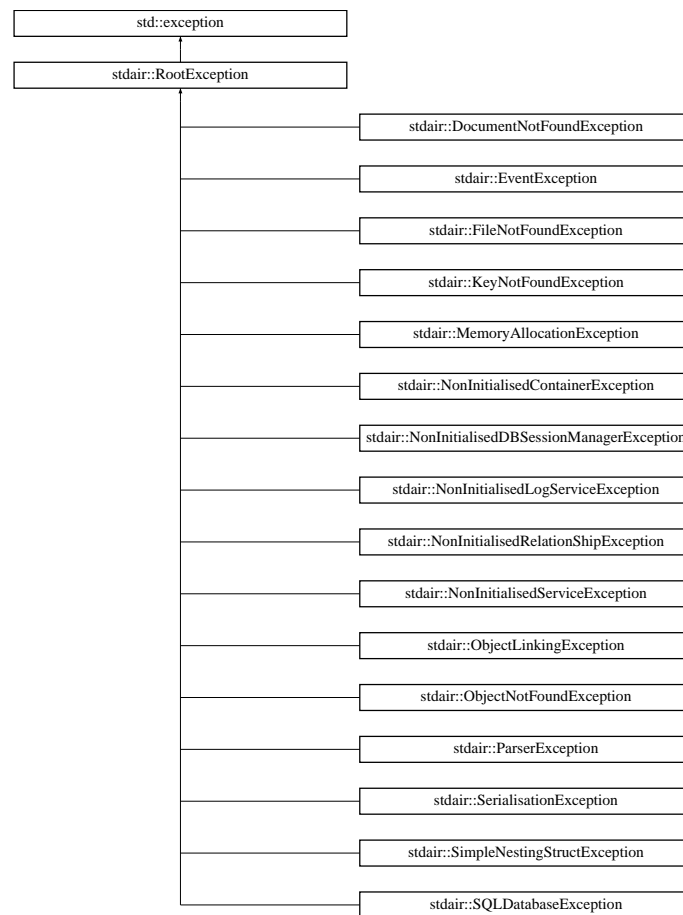 std::exception
stdair::RootException
stdair::DocumentNotFoundException
stdair::EventException
stdair::FileNotFoundException
stdair::KeyNotFoundException
stdair::MemoryAllocationException
stdair::NonInitialisedContainerException
stdair::NonInitialisedDBSessionManagerException
stdair::NonInitialisedLogServiceException
stdair::NonInitialisedRelationShipException
stdair::NonInitialisedServiceException
stdair::ObjectLinkingException
stdair::ObjectNotFoundException
stdair::ParserException
stdair::SerialisationException
stdair::SimpleNestingStructException
stdair::SQLDatabaseException